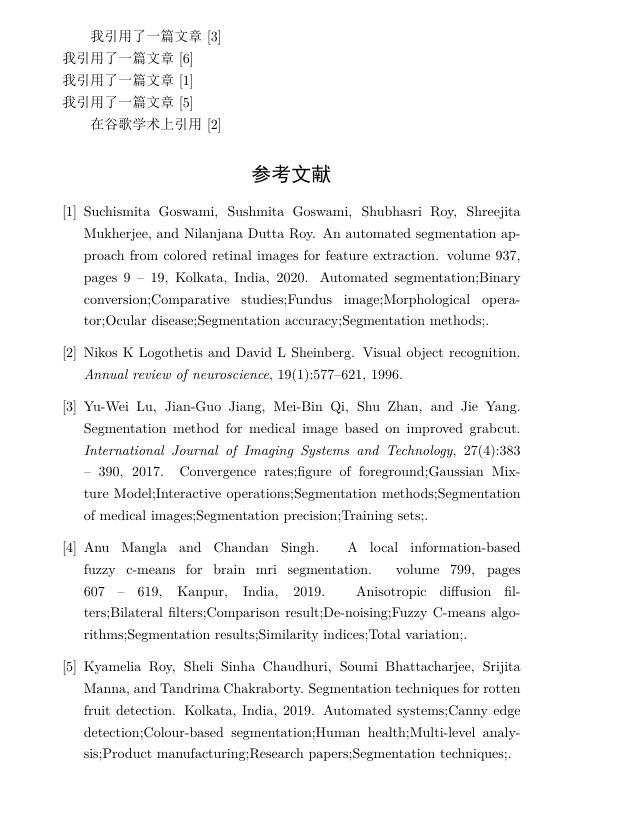 我引用了一篇文章 [3]
我引用了一篇文章 [6]
我引用了一篇文章 [1]
我引用了一篇文章 [5]
在谷歌学术上引用 [2]
参考文献
[1] Suchismita Goswami, Sushmita Goswami, Shubhasri Roy, Shreejita
Mukherjee, and Nilanjana Dutta Roy. An automated segmentation ap-
proach from colored retinal images for feature extraction. volume 937,
pages 9 – 19, Kolkata, India, 2020. Automated segmentation;Binary
conversion;Comparative studies;Fundus image;Morphological opera-
tor;Ocular disease;Segmentation accuracy;Segmentation methods;.
[2] Nikos K Logothetis and David L Sheinberg. Visual object recognition.
Annual review of neuroscience, 19(1):577–621, 1996.
[3] Yu-Wei Lu, Jian-Guo Jiang, Mei-Bin Qi, Shu Zhan, and Jie Yang.
Segmentation method for medical image based on improved grabcut.
International Journal of Imaging Systems and Technology, 27(4):383
– 390, 2017. Convergence rates;figure of foreground;Gaussian Mix-
ture Model;Interactive operations;Segmentation methods;Segmentation
of medical images;Segmentation precision;Training sets;.
[4] Anu Mangla and Chandan Singh. A local information-based
fuzzy c-means for brain mri segmentation. volume 799, pages
607 – 619, Kanpur, India, 2019. Anisotropic diffusion fil-
ters;Bilateral filters;Comparison result;De-noising;Fuzzy C-means algo-
rithms;Segmentation results;Similarity indices;Total variation;.
[5] Kyamelia Roy, Sheli Sinha Chaudhuri, Soumi Bhattacharjee, Srijita
Manna, and Tandrima Chakraborty. Segmentation techniques for rotten
fruit detection. Kolkata, India, 2019. Automated systems;Canny edge
detection;Colour-based segmentation;Human health;Multi-level analy-
sis;Product manufacturing;Research papers;Segmentation techniques;.